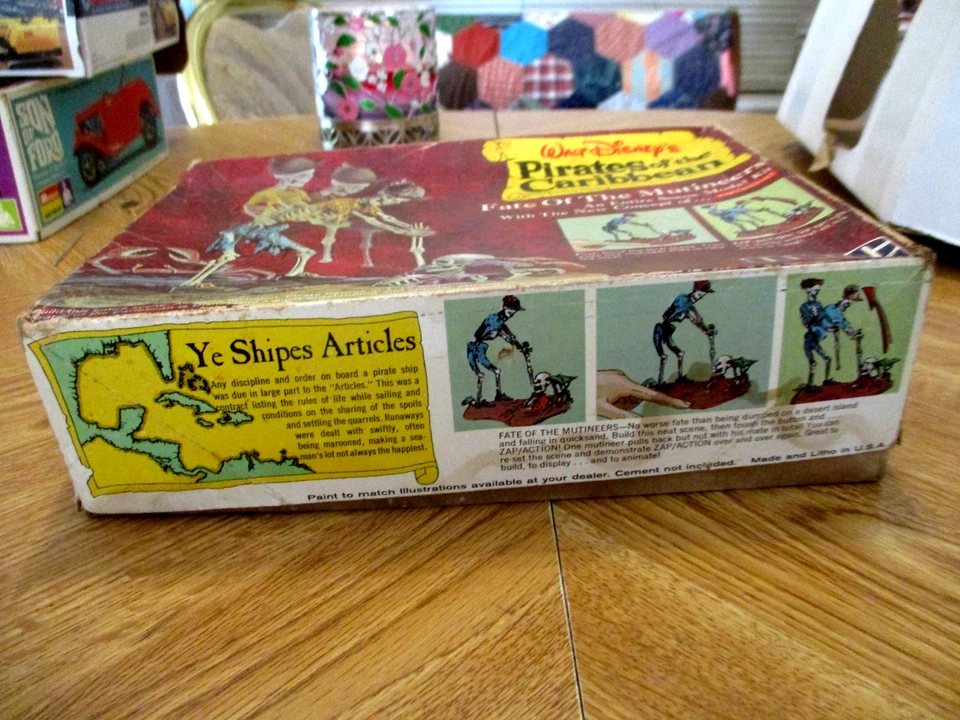 SON
OF
FORD
WALT DISNEY'S
Pirates of the
Caribbean
Fate Of The Mutineers
With The New Concept Of
Ye Shipes Articles
Any discipline and order on board a pirate ship
was due in large part to the "Articles." This was a
contract listing the rules of life while sailing and
conditions on the sharing of the spoils
and settling the quarrels. Runaways
were dealt with swiftly, often
being marooned, making a sea-
man's lot not always the happiest.
FATE OF THE MUTINEERS—No worse fate than being dumped on a desert island
and falling in quicksand. Build this neat scene, then touch the button and
ZAP/ACTION! One mutineer pulls back but not with his mate in tote! You can
re-set the scene and demonstrate ZAP/ACTION over and over again. Great to
build, to display . . . and to animate!
Paint to match illustrations available at your dealer. Cement not included. Made and Litho in U.S.A.